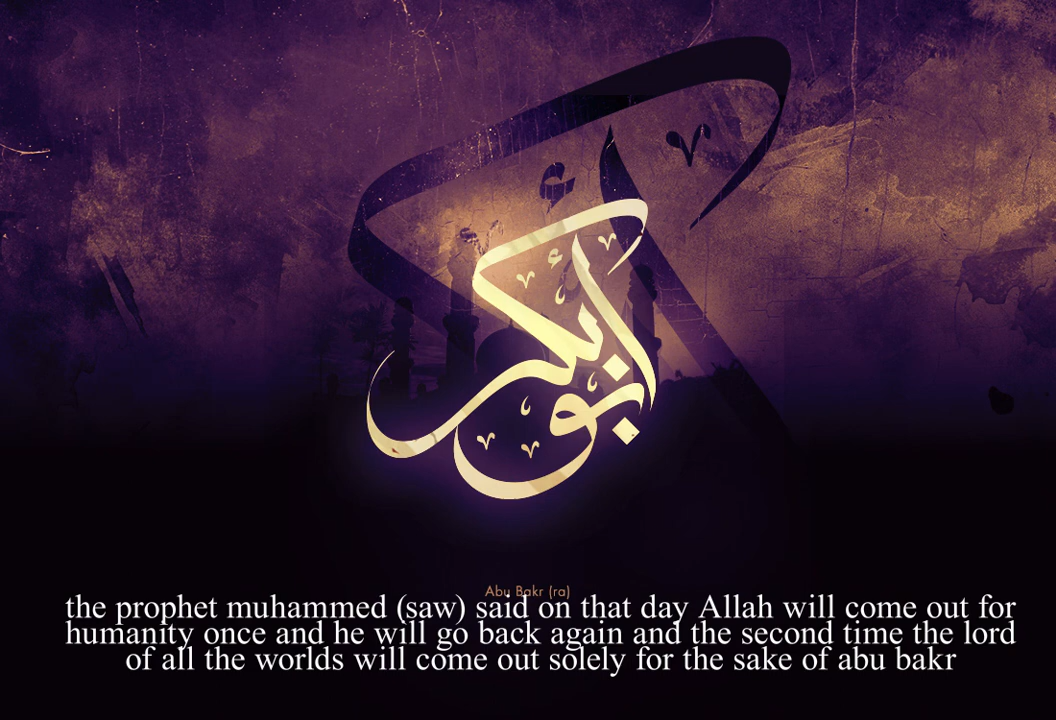 أبو بكر
Abu Bakr (ra)
the prophet muhammed (saw) said on that day Allah will come out for
humanity once and he will go back again and the second time the lord
of all the worlds will come out solely for the sake of abu bakr